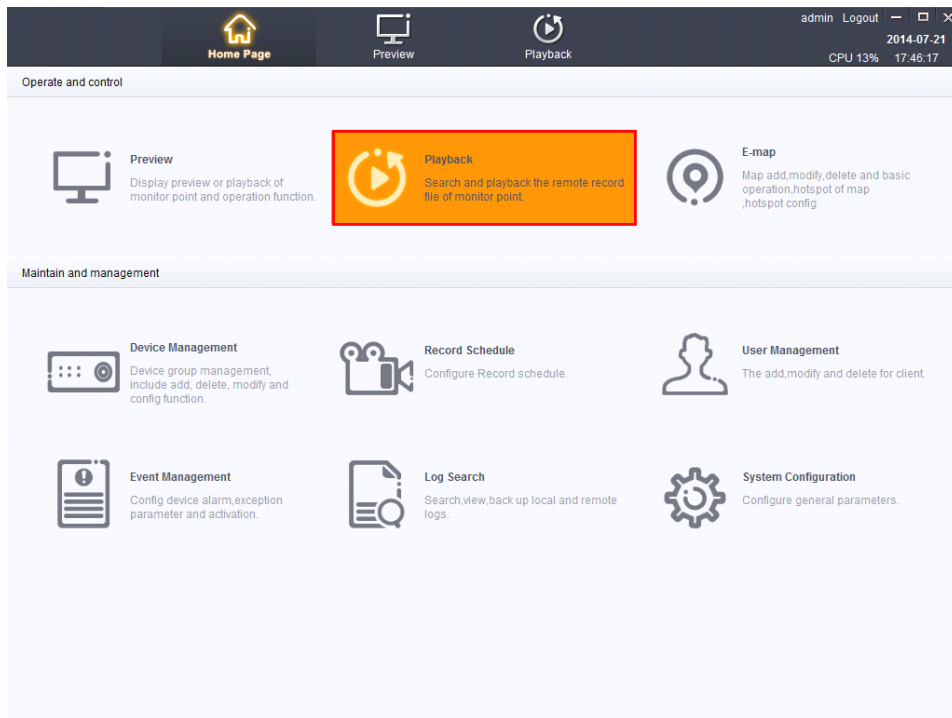 admin Logout
2014-07-21
CPU 13% 17:46:17
Home Page
Preview
Playback
Operate and control
Preview
Display preview or playback of
monitor point and operation function.
Playback
Search and playback the remote record
file of monitor point.
E-map
Map add,modify,delete and basic
operation,hotspot of map
,hotspot config
Maintain and management
Device Management
Device group management,
include add, delete, modify and
config function.
Record Schedule
Configure Record schedule.
User Management
The add,modify and delete for client.
Event Management
Config device alarm,exception
parameter and activation.
Log Search
Search,view,back up local and remote
logs.
System Configuration
Configure general parameters.